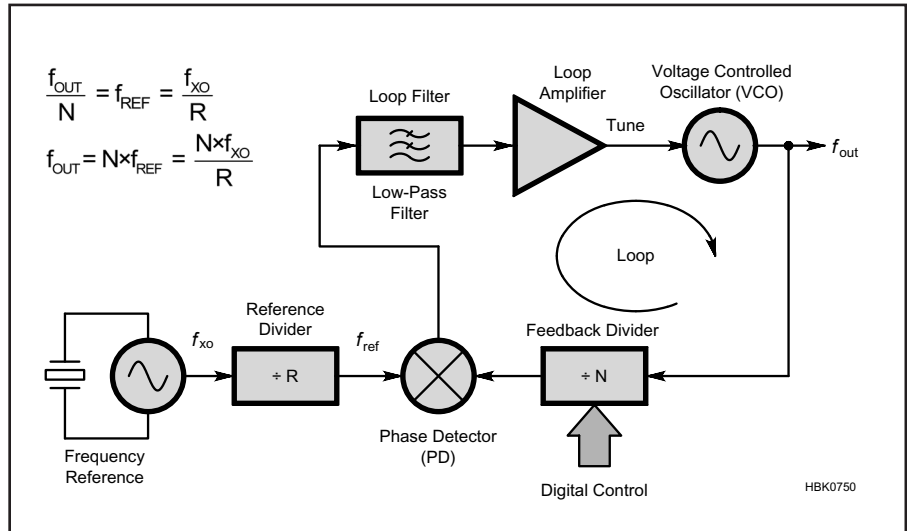 f_OUT/N = f_REF = f_XO/R
f_OUT = N×f_REF = N×f_XO/R
Loop Filter
Low-Pass
Filter
Loop
Amplifier
Tune
Voltage Controlled
Oscillator (VCO)
f_out
Loop
Frequency
Reference
f_xo
Reference
Divider
÷ R
f_ref
Phase Detector
(PD)
Feedback Divider
÷ N
Digital Control
HBK0750